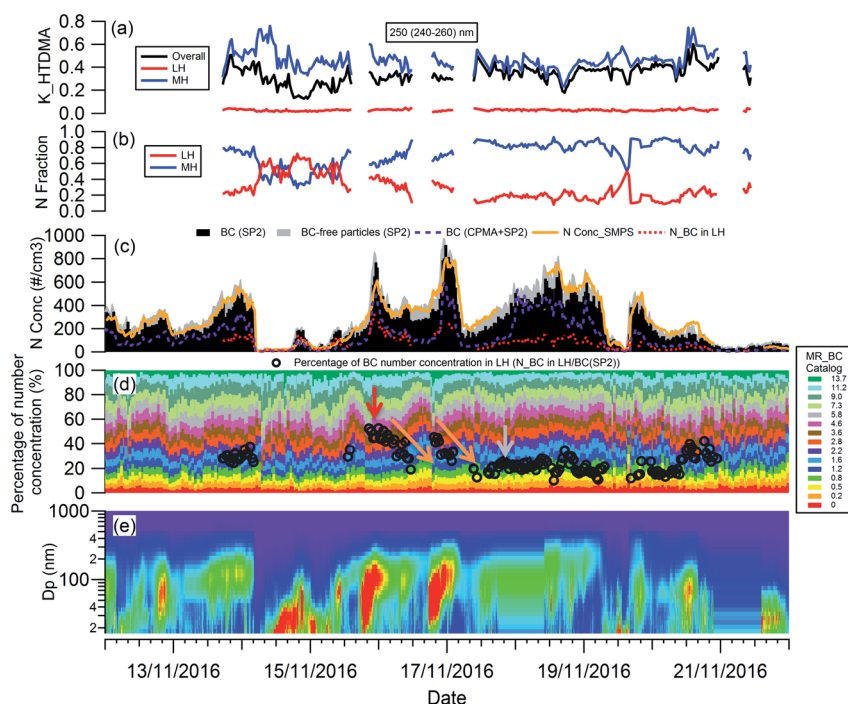 (a)
250 (240-260) nm
K_HTDMA
0.8
0.6
0.4
0.2
0.0
Overall
LH
MH
(b)
N Fraction
1.0
0.8
0.6
0.4
0.2
0.0
LH
MH
BC (SP2) BC-free particles (SP2) BC (CPMA+SP2) N Conc_SMPS N_BC in LH
(c)
N Conc (#/cm3)
1000
800
600
400
200
0
Percentage of BC number concentration in LH (N_BC in LH/BC(SP2))
(d)
Percentage of number
concentration (%)
100
80
60
40
20
0
MR_BC
Catalog
13.7
11.2
9.0
7.3
5.8
4.6
3.6
2.8
2.2
1.6
1.2
0.8
0.5
0.2
0
(e)
Dp (nm)
1000
4
2
100
4
2
13/11/2016 15/11/2016 17/11/2016 19/11/2016 21/11/2016
Date